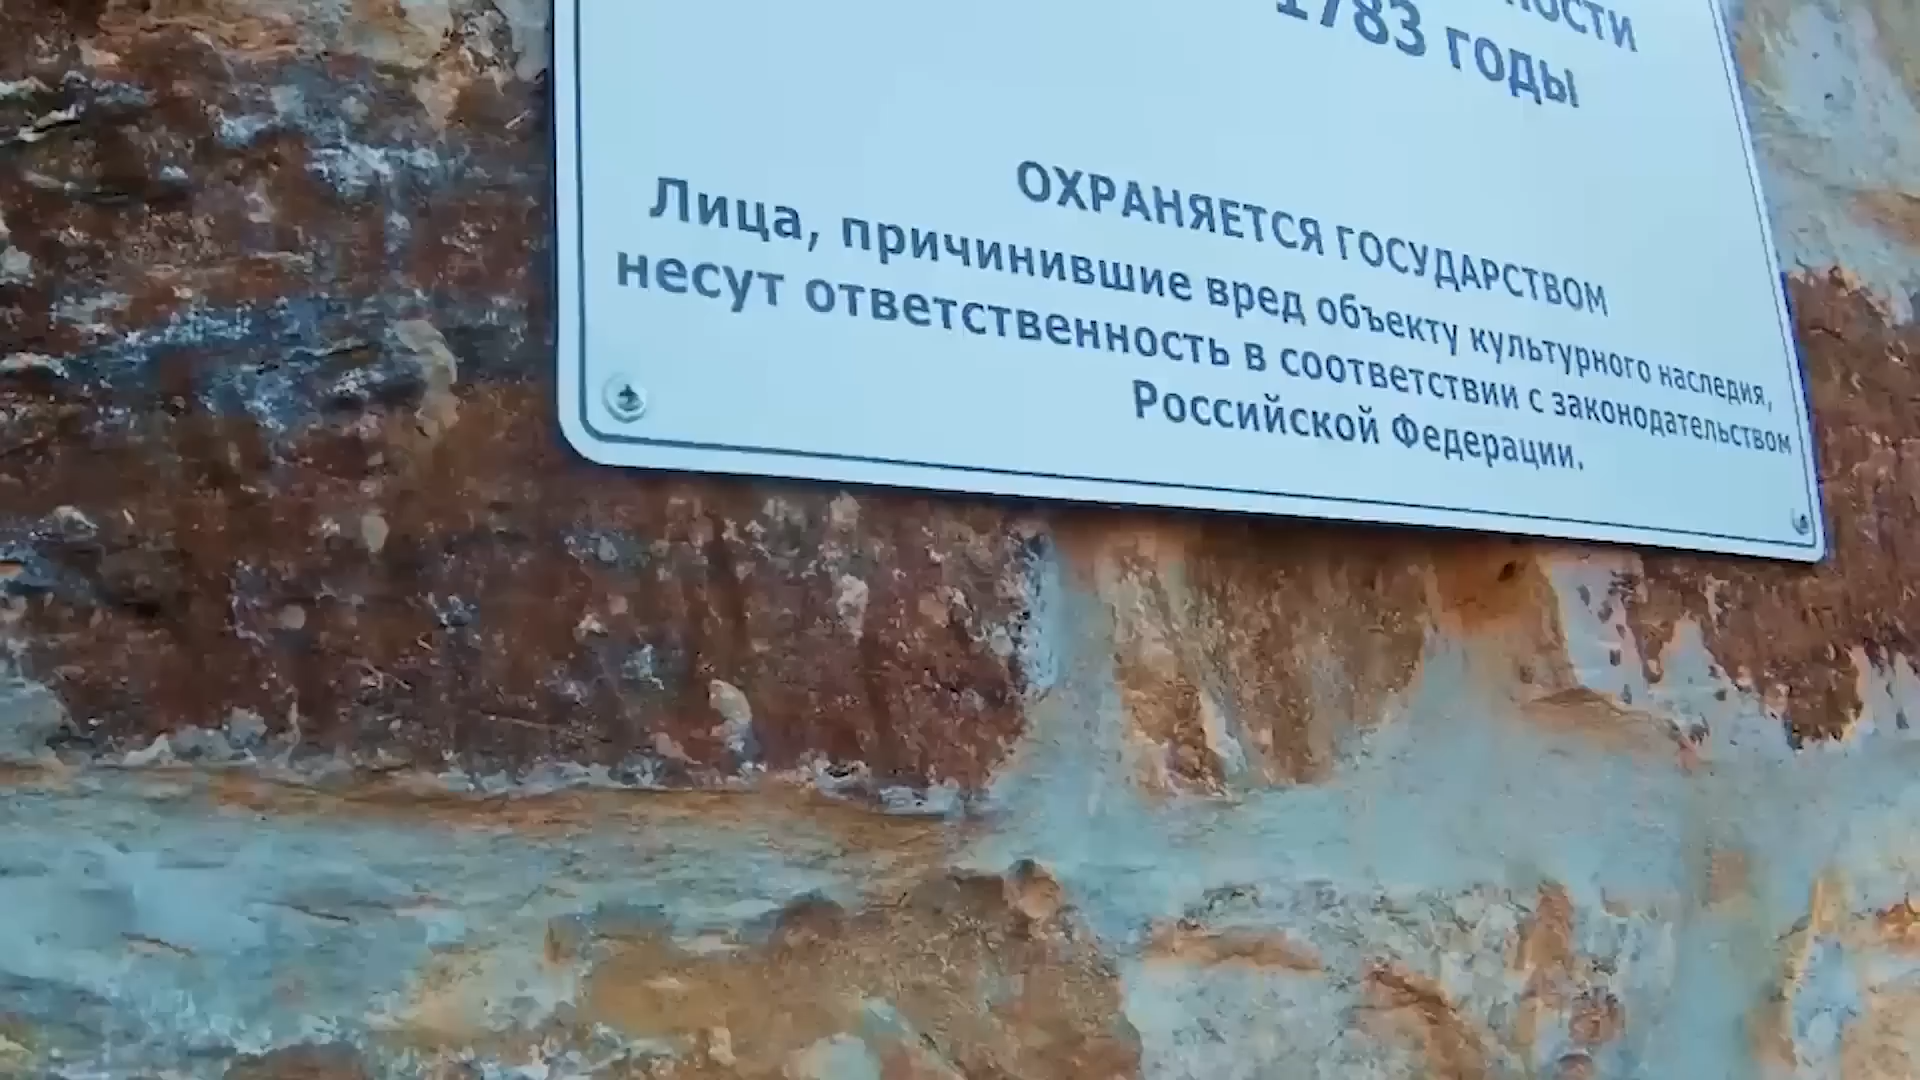 1783 годы
ОХРАНЯЕТСЯ ГОСУДАРСТВОМ
Лица, причинившие вред объекту культурного наследия,
несут ответственность в соответствии с законодательством
Российской Федерации.